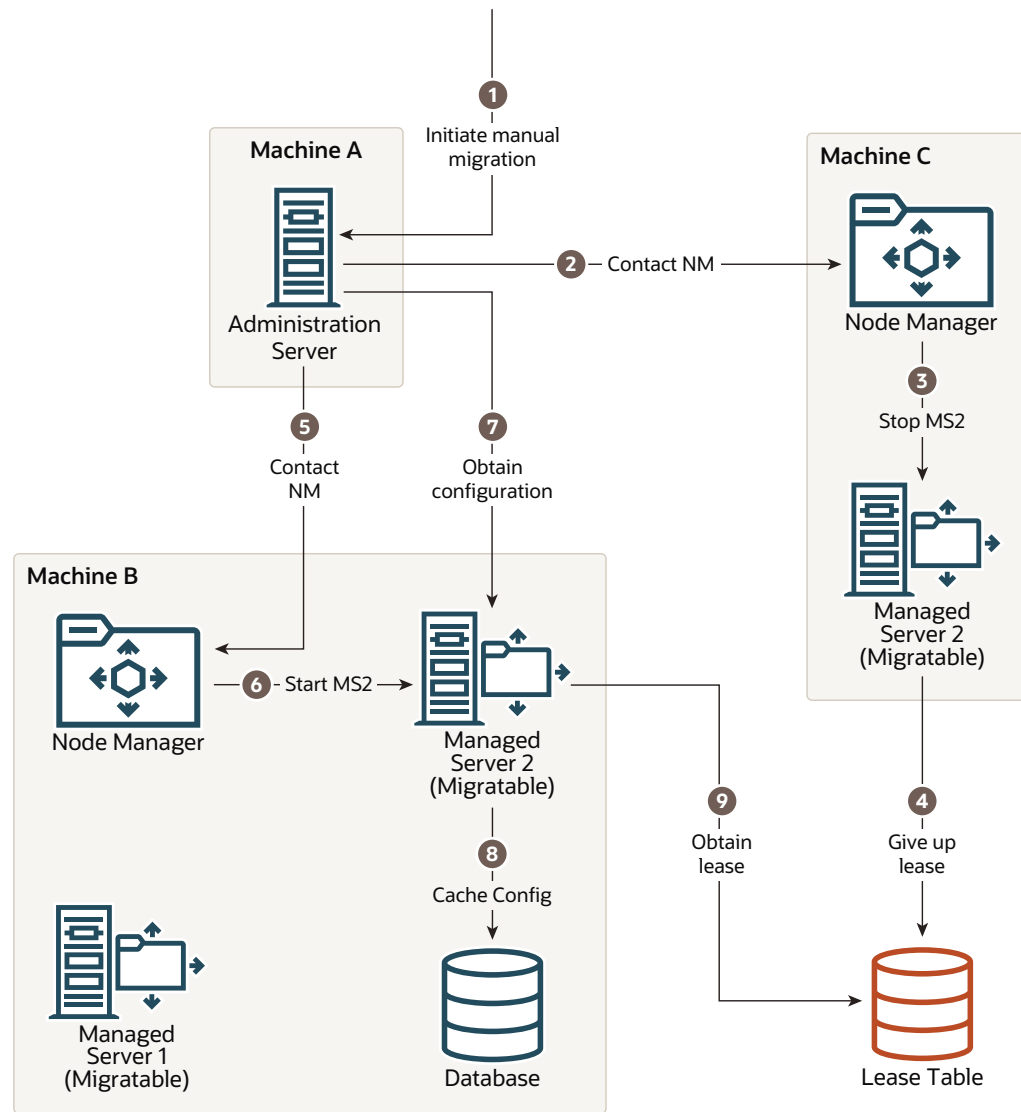 1
Initiate manual
migration
Machine A
Administration
Server
2 Contact NM
Machine C
Node Manager
3
Stop MS2
Managed
Server 2
(Migratable)
4
Give up
lease
5
Contact
NM
7
Obtain
configuration
Machine B
Node Manager
6 Start MS2
Managed
Server 2
(Migratable)
8
Cache Config
Database
9
Obtain
lease
Managed
Server 1
(Migratable)
Lease Table